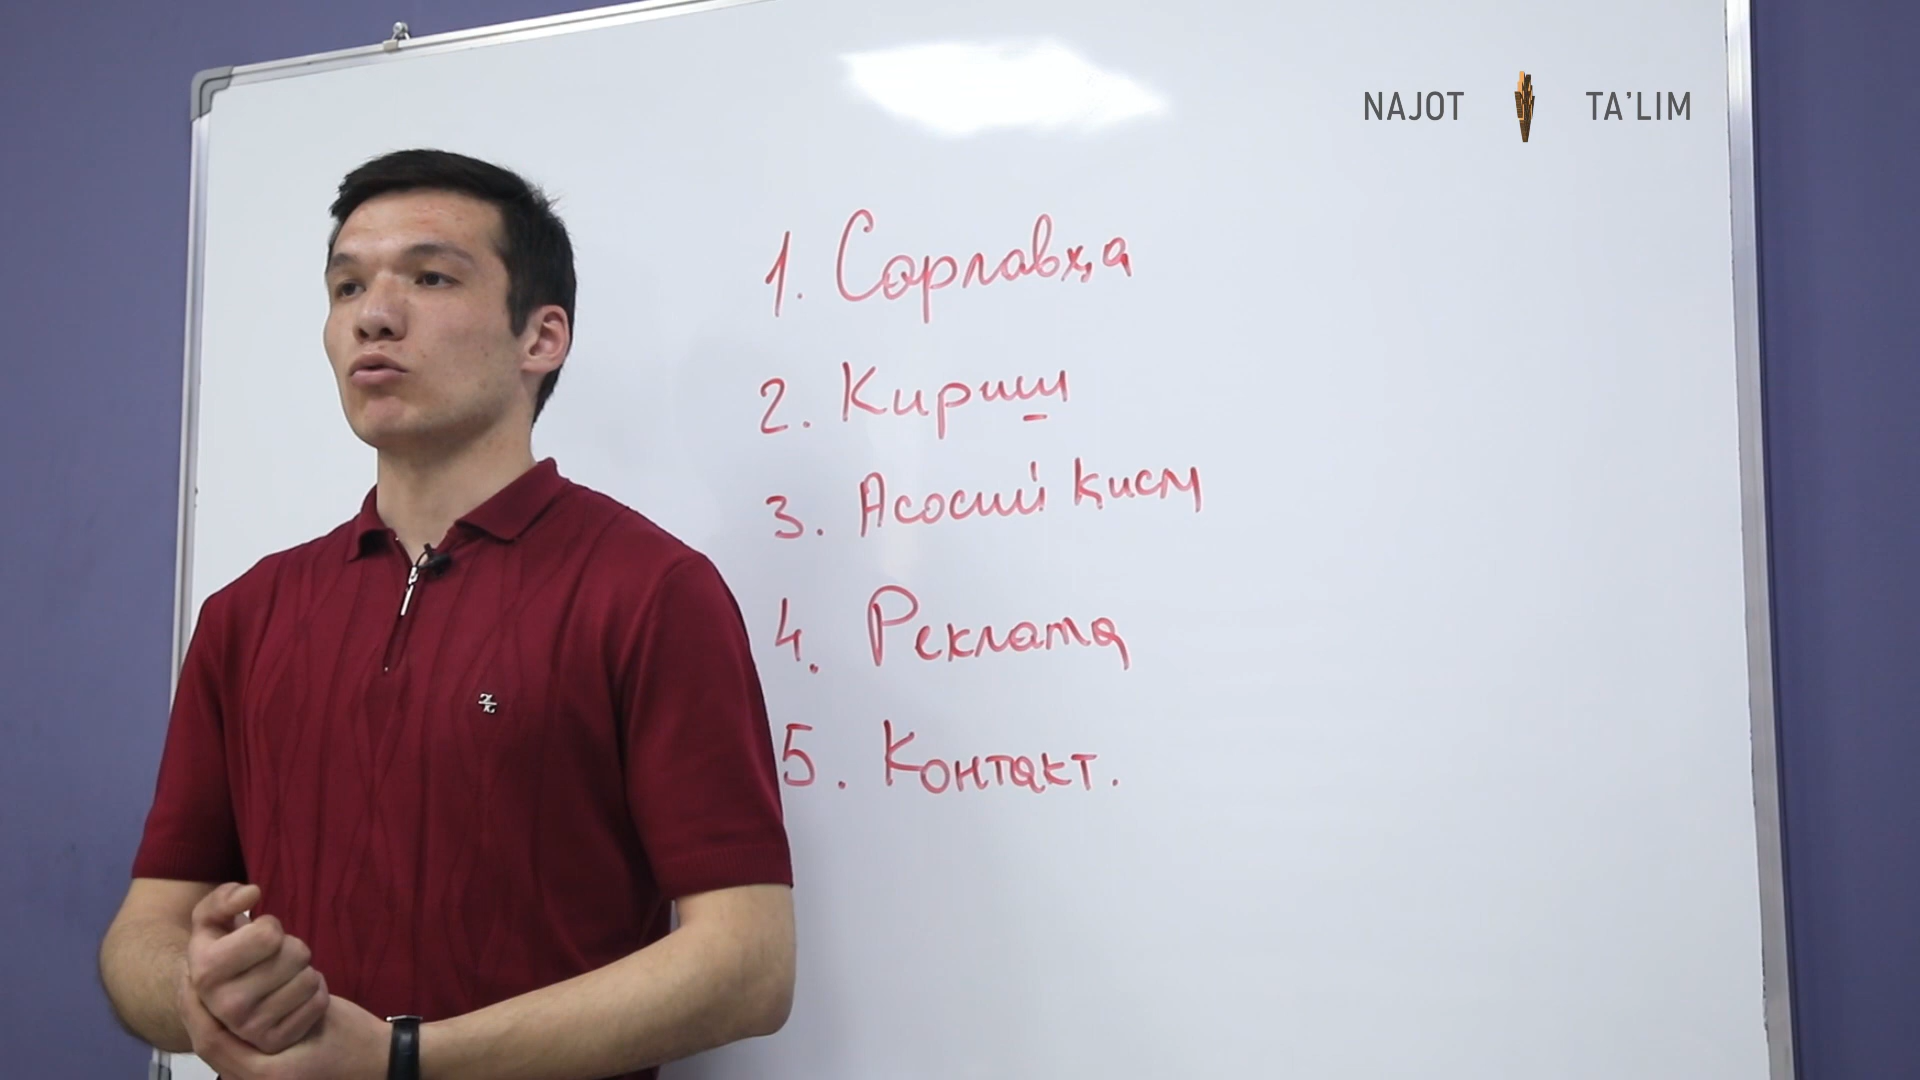 NAJOT TA'LIM
1. Сарлавҳа
2. Кириш
3. Асосий қисм
4. Реклама
5. Контакт.